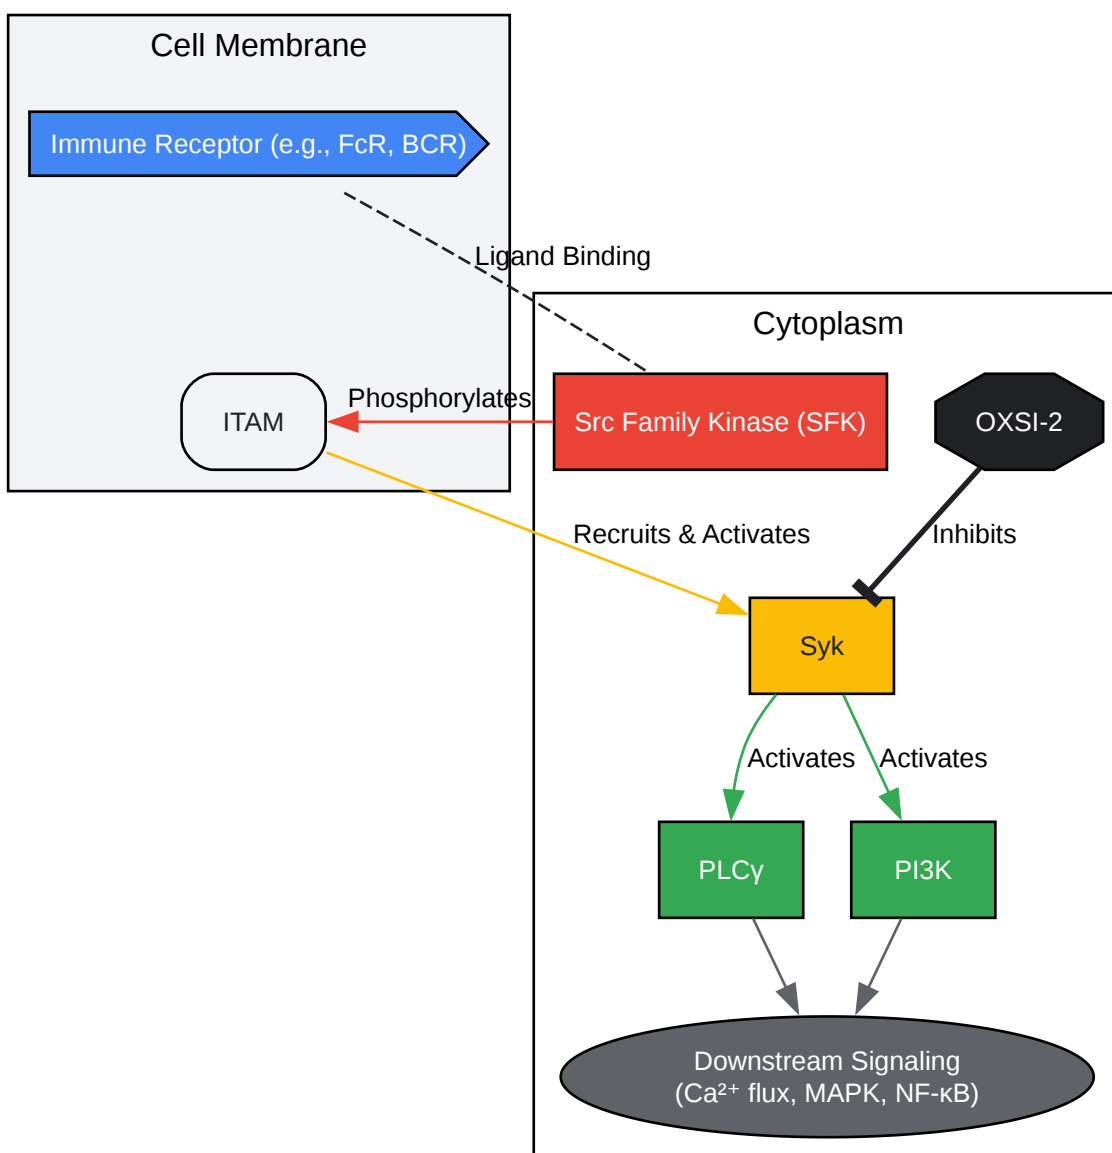 Cell Membrane
Immune Receptor (e.g., FcR, BCR)
Ligand Binding
Cytoplasm
Phosphorylates
ITAM
Src Family Kinase (SFK)
OXSI-2
Recruits & Activates
Inhibits
Syk
Activates
Activates
PLCγ
PI3K
Downstream Signaling
(Ca²⁺ flux, MAPK, NF-κB)